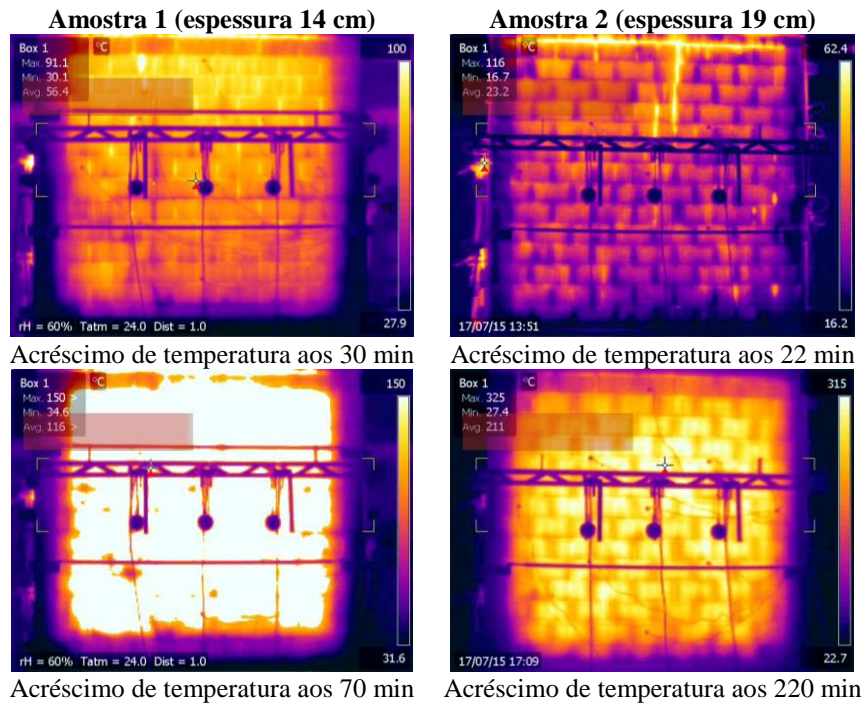 Amostra 1 (espessura 14 cm)
Amostra 2 (espessura 19 cm)
Box 1
°C
Max. 91.1
Min. 30.1
Avg. 56.4
100
27.9
rH = 60% Tatm = 24.0 Dist = 1.0
Box 1
°C
Max. 116
Min. 16.7
Avg. 23.2
62.4
16.2
17/07/15 13:51
Acréscimo de temperatura aos 30 min
Acréscimo de temperatura aos 22 min
Box 1
°C
Max. 150 >
Min. 34.6
Avg. 116 >
150
31.6
rH = 60% Tatm = 24.0 Dist = 1.0
Box 1
°C
Max. 325
Min. 27.4
Avg. 211
315
22.7
17/07/15 17:09
Acréscimo de temperatura aos 70 min
Acréscimo de temperatura aos 220 min